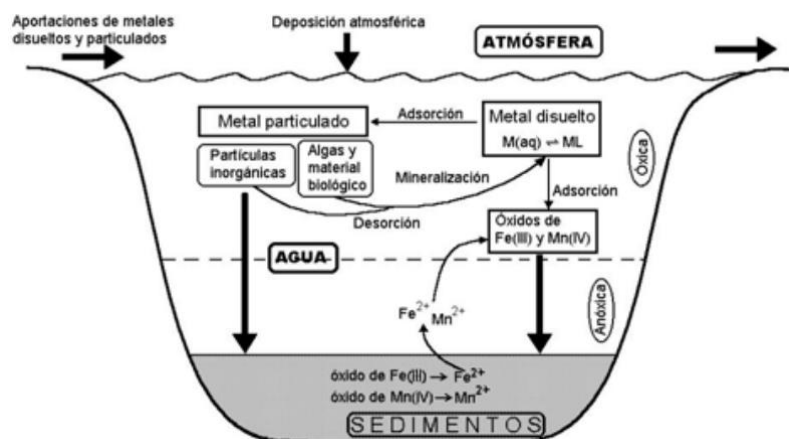 Aportaciones de metales
disueltos y particulados
Deposición atmosférica
ATMÓSFERA
Metal particulado
Adsorción
Metal disuelto
M(aq) ⇌ ML
Partículas
inorgánicas
Algas y
material
biológico
Mineralización
Desorción
Adsorción
Óxica
Óxidos de
Fe(III) y Mn(IV)
AGUA
Fe²⁺ Mn²⁺
Anóxica
óxido de Fe(III) → Fe²⁺
óxido de Mn(IV) → Mn²⁺
SEDIMENTOS